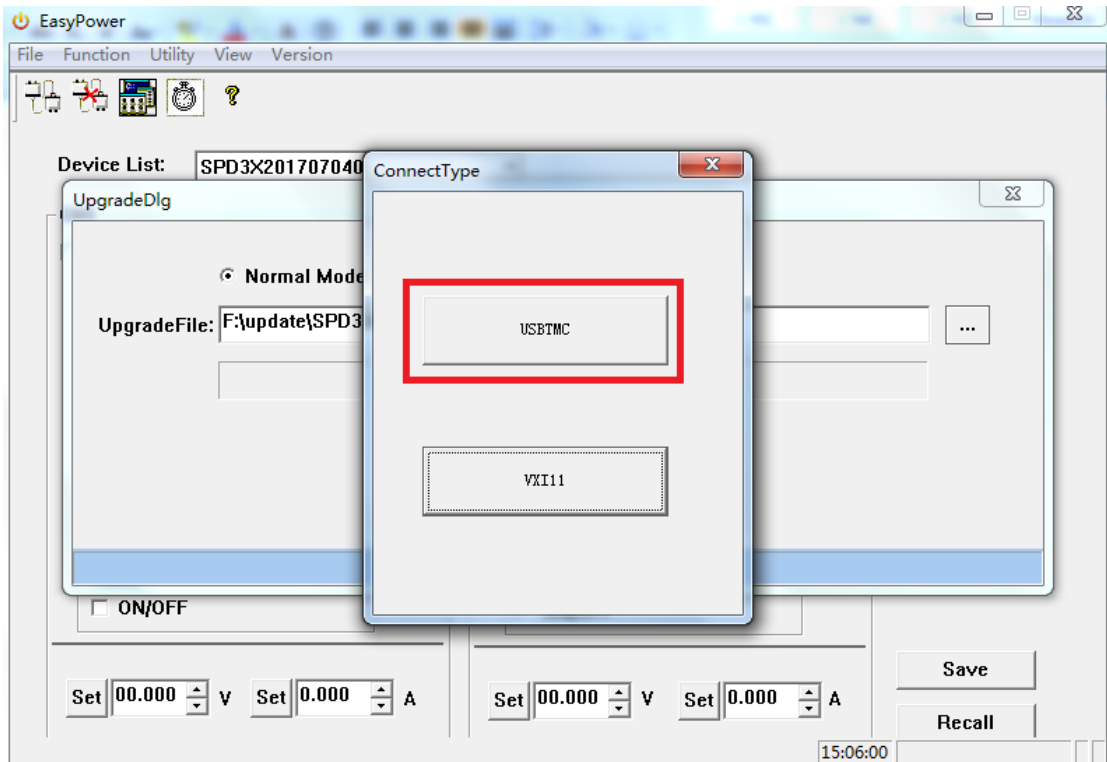 EasyPower
File Function Utility View Version
?
Device List: SPD3X201707040
ConnectType
UpgradeDlg
Normal Mode
UpgradeFile: F:\update\SPD3
...
USBTMC
VXI11
ON/OFF
Set 00.000 V Set 0.000 A
Set 00.000 V Set 0.000 A
Save
Recall
15:06:00